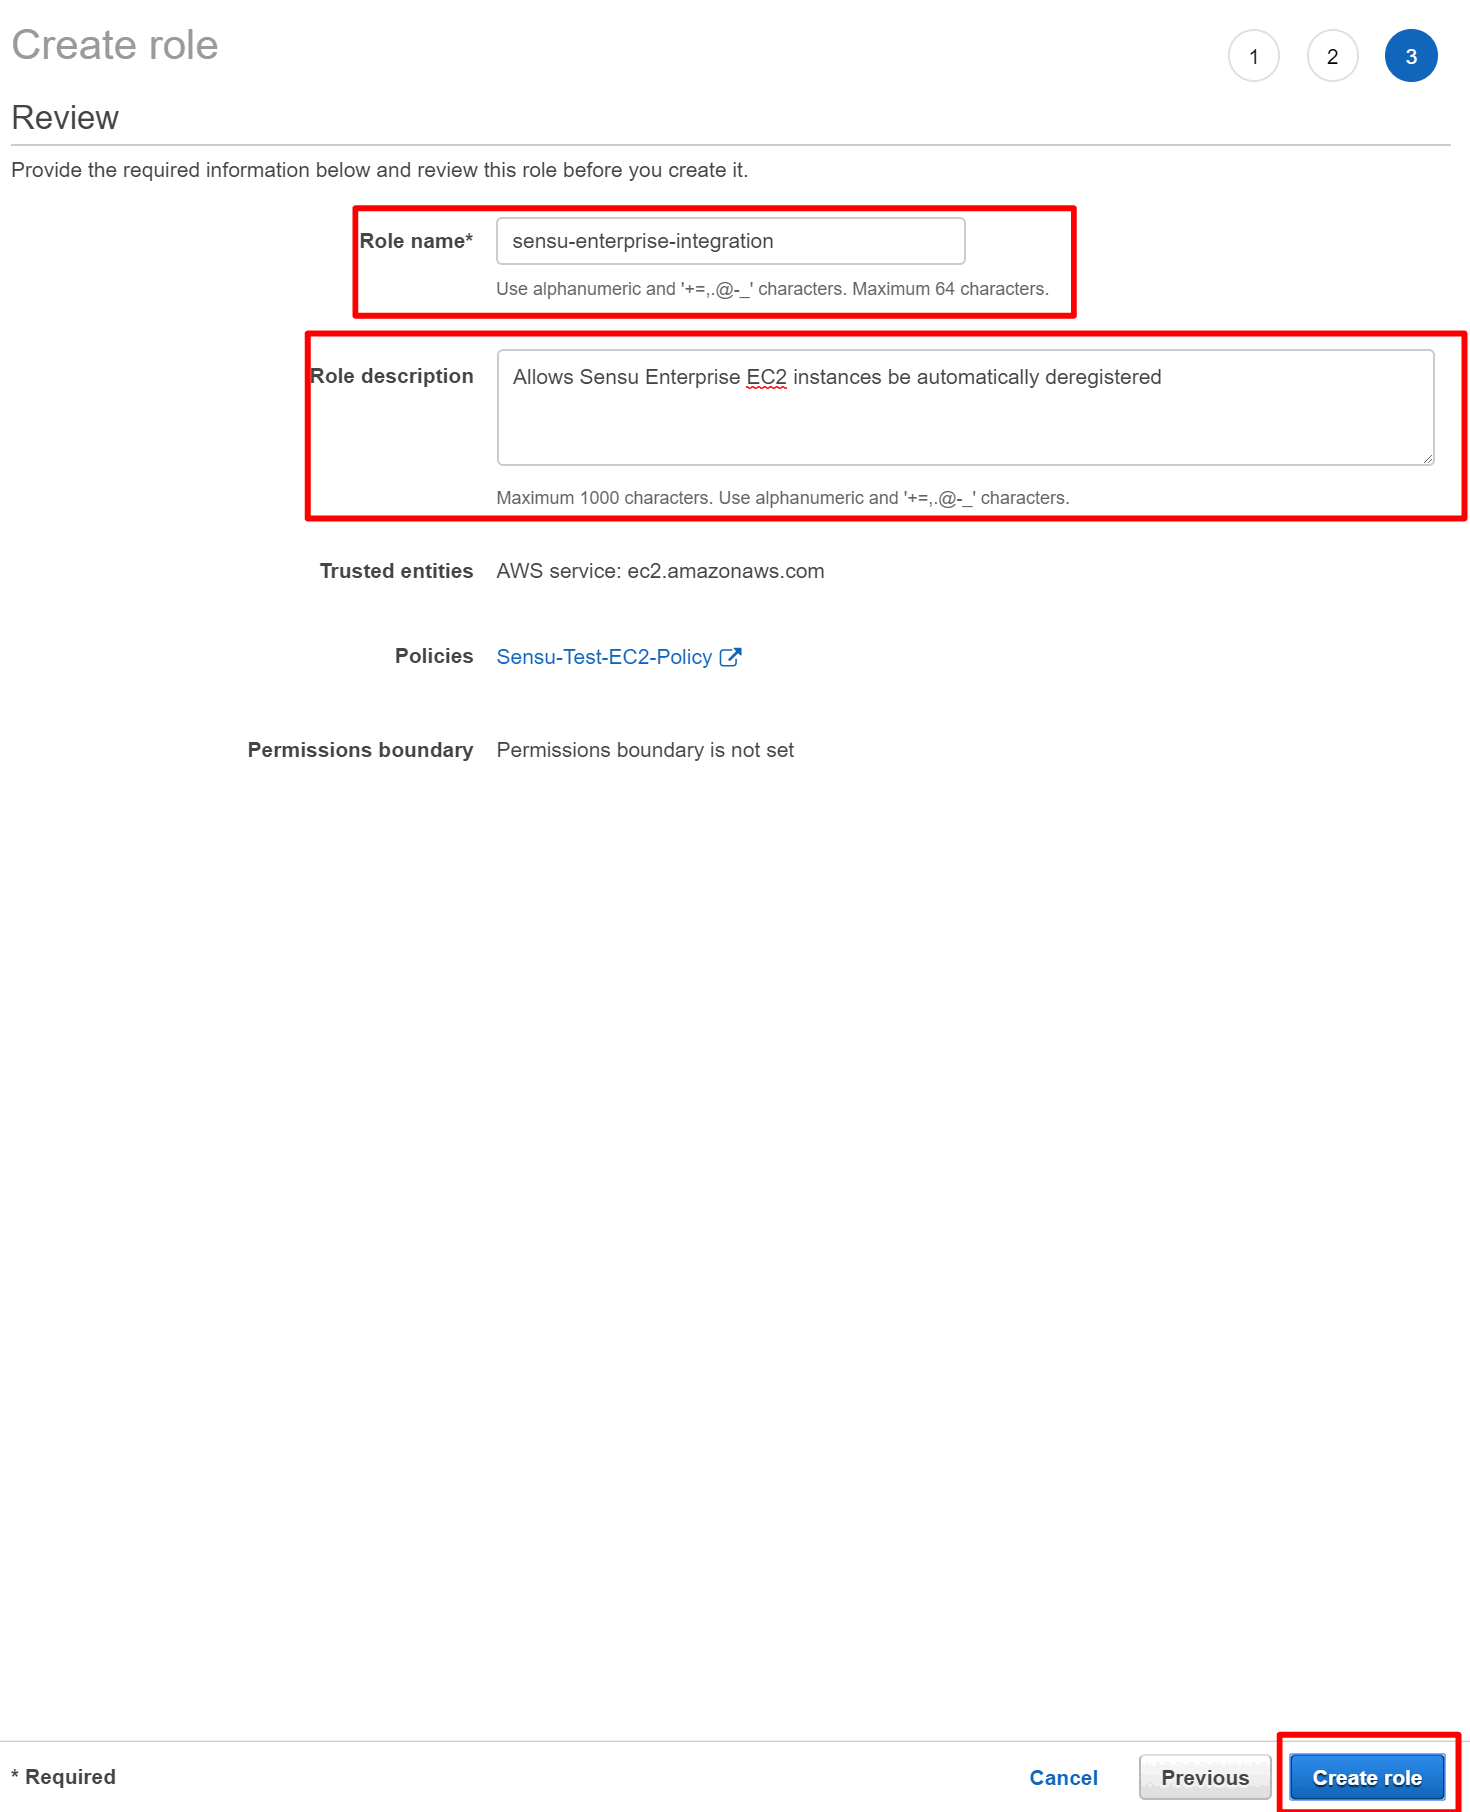 Create role
1 2 3
Review
Provide the required information below and review this role before you create it.
Role name* sensu-enterprise-integration
Use alphanumeric and '+=,.@-_' characters. Maximum 64 characters.
Role description Allows Sensu Enterprise EC2 instances be automatically deregistered
Maximum 1000 characters. Use alphanumeric and '+=,.@-_' characters.
Trusted entities AWS service: ec2.amazonaws.com
Policies Sensu-Test-EC2-Policy
Permissions boundary Permissions boundary is not set
* Required Cancel Previous Create role